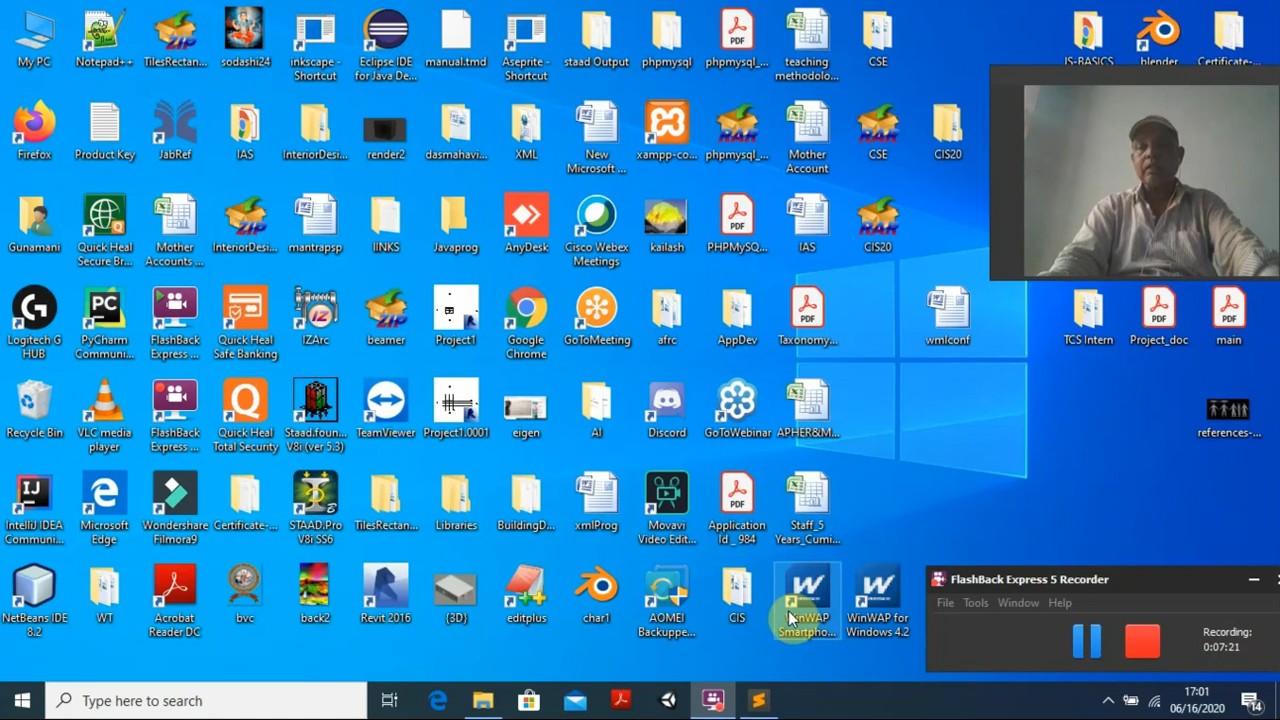 My PC
Notepad++
TilesRectan...
sodashi24
inkscape -
Shortcut
Eclipse IDE
for Java De...
manual.tmd
Aseprite -
Shortcut
staad Output
phpmysql
phpmysql_...
teaching
methodolo...
CSE
JS-BASICS
blender
Certificate-...
Firefox
Product Key
JabRef
IAS
InteriorDesi...
render2
dasmahavi...
XML
New
Microsoft ...
xampp-co...
phpmysql_...
Mother
Account
CSE
CIS20
Gunamani
Quick Heal
Secure Br...
Mother
Accounts ...
InteriorDesi...
mantrapsp
lINKS
Javaprog
AnyDesk
Cisco Webex
Meetings
kailash
PHPMySQ...
IAS
CIS20
Logitech G
HUB
PyCharm
Communi...
FlashBack
Express ...
Quick Heal
Safe Banking
IZArc
beamer
Project1
Google
Chrome
GoToMeeting
afrc
AppDev
Taxonomy...
wmlconf
TCS Intern
Project_doc
main
Recycle Bin
VLC media
player
FlashBack
Express ...
Quick Heal
Total Security
Staad.foun...
V8i (ver 5.3)
TeamViewer
Project1.0001
eigen
AI
Discord
GoToWebinar
APHER&M...
references-...
IntelliJ IDEA
Communi...
Microsoft
Edge
Wondershare
Filmora9
Certificate-...
STAAD.Pro
V8i SS6
TilesRectan...
Libraries
BuildingD...
xmlProg
Movavi
Video Edit...
Application
Id _ 984
Staff_5
Years_Cumi...
NetBeans IDE
8.2
WT
Acrobat
Reader DC
bvc
back2
Revit 2016
{3D}
editplus
char1
AOMEI
Backuppe...
CIS
WinWAP
Smartpho...
WinWAP for
Windows 4.2
FlashBack Express 5 Recorder
File Tools Window Help
Recording:
0:07:21
Type here to search
17:01
06/16/2020
14